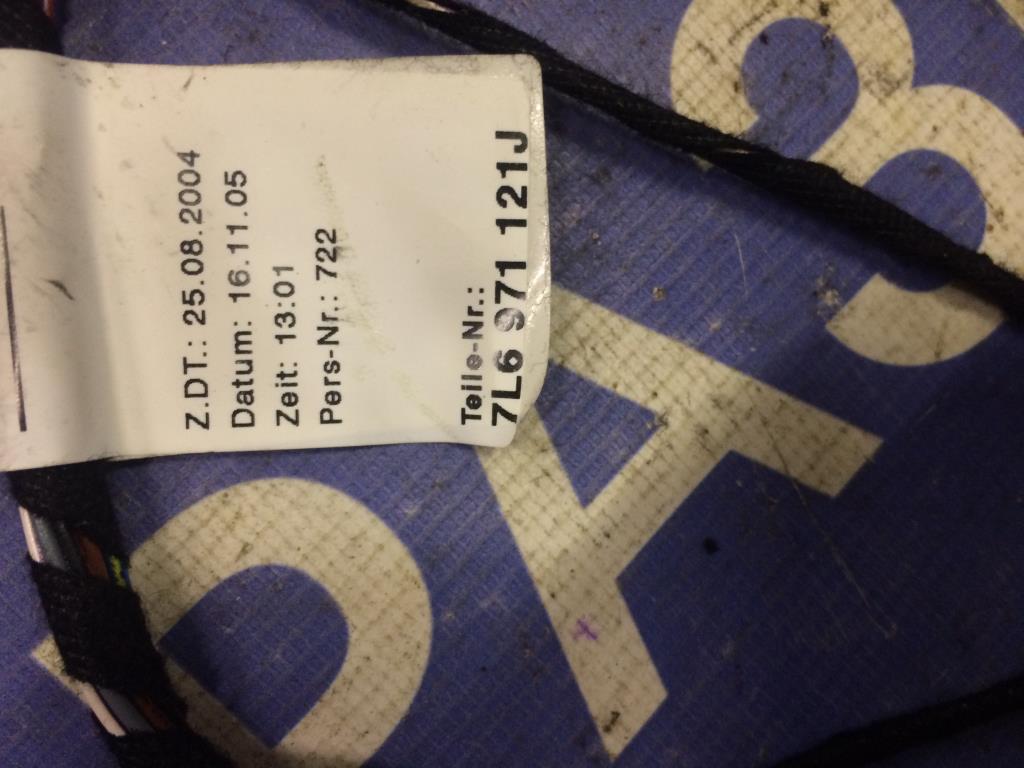 Z.DT.: 25.08.2004
Datum: 16.11.05
Zeit: 13:01
Pers-Nr.: 722
Teile-Nr.:
7L6 971 121J